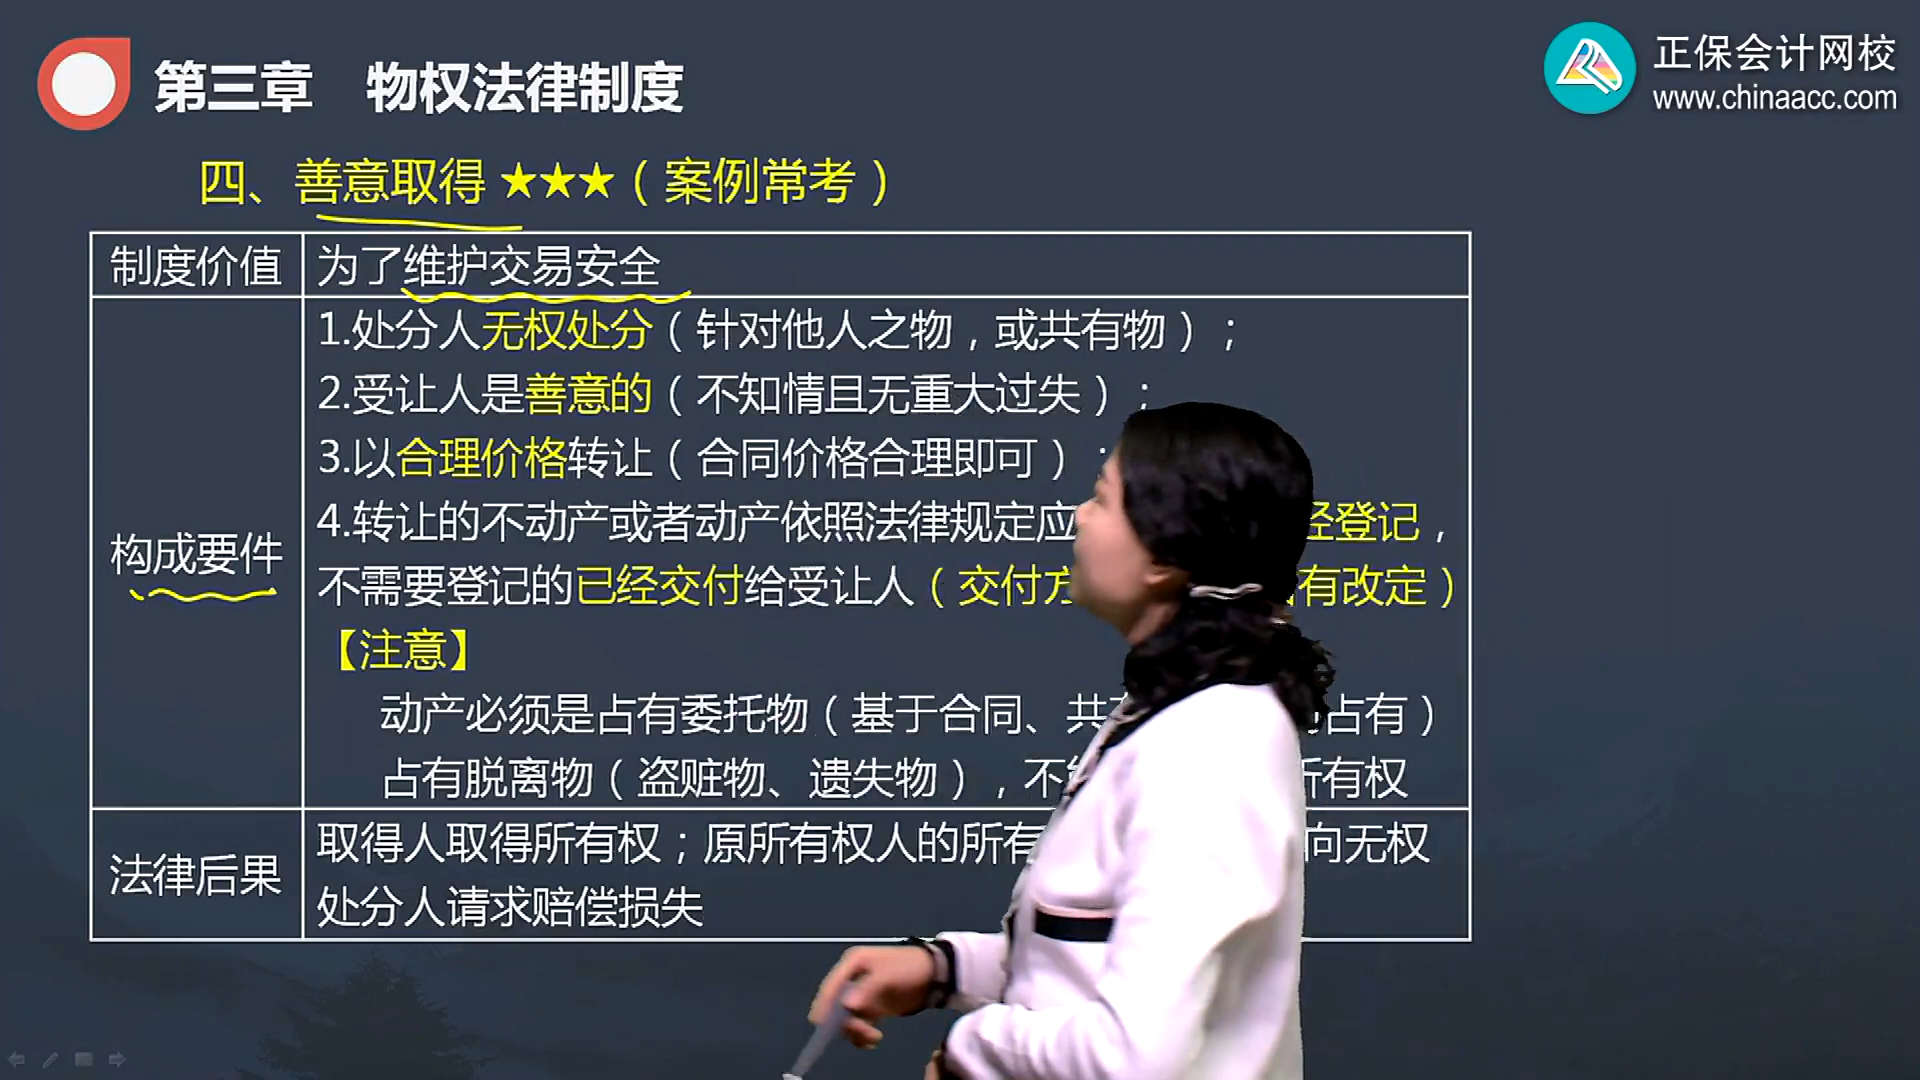 第三章 物权法律制度
正保会计网校
www.chinaacc.com
四、善意取得 ★★★（案例常考）
制度价值 为了维护交易安全
构成要件
1.处分人无权处分（针对他人之物，或共有物）；
2.受让人是善意的（不知情且无重大过失）；
3.以合理价格转让（合同价格合理即可）；
4.转让的不动产或者动产依照法律规定应 经登记，
不需要登记的已经交付给受让人（交付方 有改定）
【注意】
动产必须是占有委托物（基于合同、共 占有）
占有脱离物（盗赃物、遗失物），不 所有权
法律后果
取得人取得所有权；原所有权人的所有 向无权
处分人请求赔偿损失